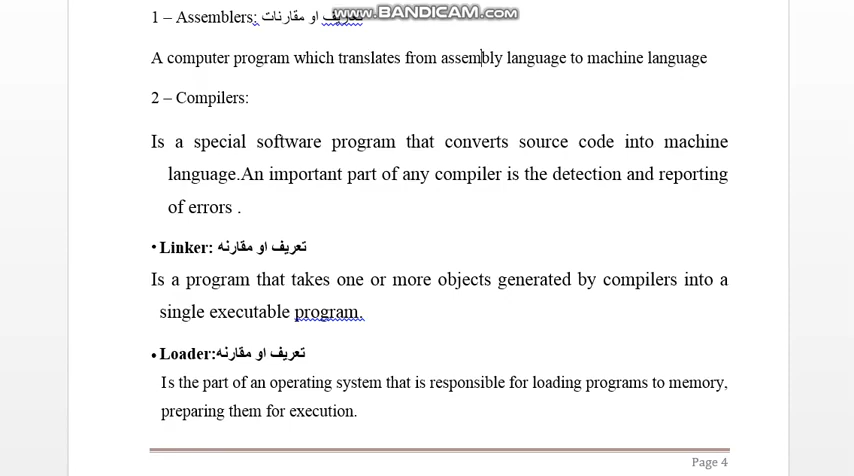 www.BANDICAM.com
1 – Assemblers: تعريف او مقارنات
A computer program which translates from assembly language to machine language
2 – Compilers:
Is a special software program that converts source code into machine
language.An important part of any compiler is the detection and reporting
of errors .
• Linker: تعريف او مقارنه
Is a program that takes one or more objects generated by compilers into a
single executable program.
• Loader:تعريف او مقارنه
Is the part of an operating system that is responsible for loading programs to memory,
preparing them for execution.
Page 4